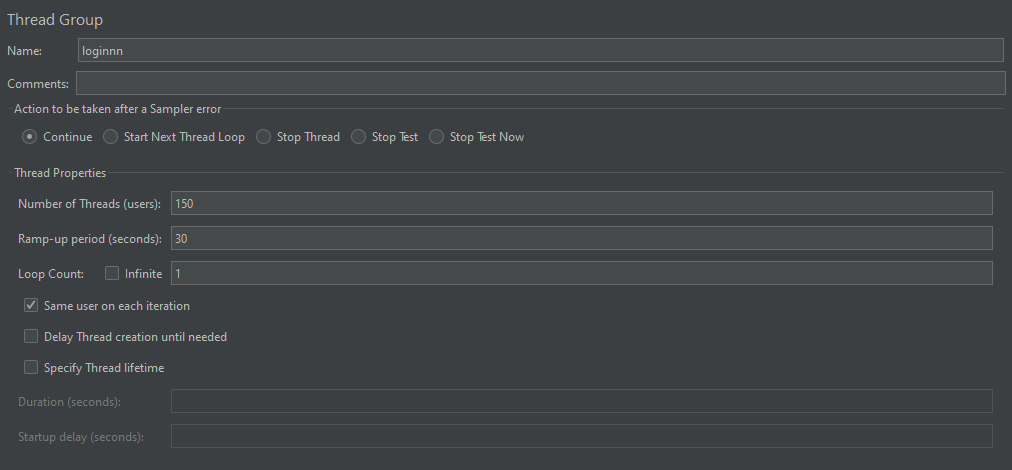 Thread Group
Name: loginnn
Comments:
Action to be taken after a Sampler error
Continue Start Next Thread Loop Stop Thread Stop Test Stop Test Now
Thread Properties
Number of Threads (users): 150
Ramp-up period (seconds): 30
Loop Count: Infinite 1
Same user on each iteration
Delay Thread creation until needed
Specify Thread lifetime
Duration (seconds):
Startup delay (seconds):